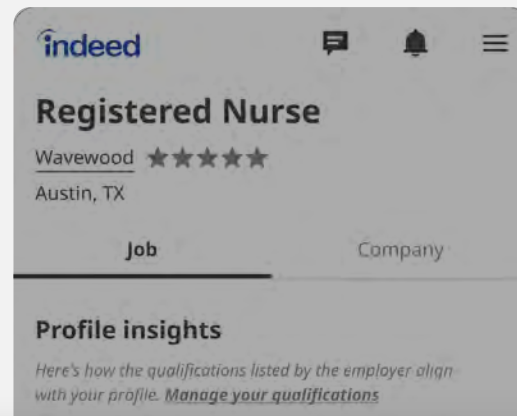 indeed
Registered Nurse
Wavewood
Austin, TX
Job Company
Profile insights
Here's how the qualifications listed by the employer align
with your profile. Manage your qualifications